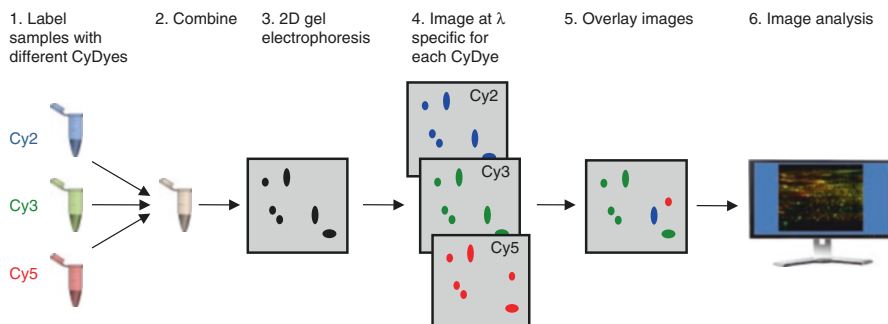 1. Label
samples with
different CyDyes
2. Combine
3. 2D gel
electrophoresis
4. Image at λ
specific for
each CyDye
5. Overlay images
6. Image analysis
Cy2
Cy3
Cy5
Cy2
Cy3
Cy5